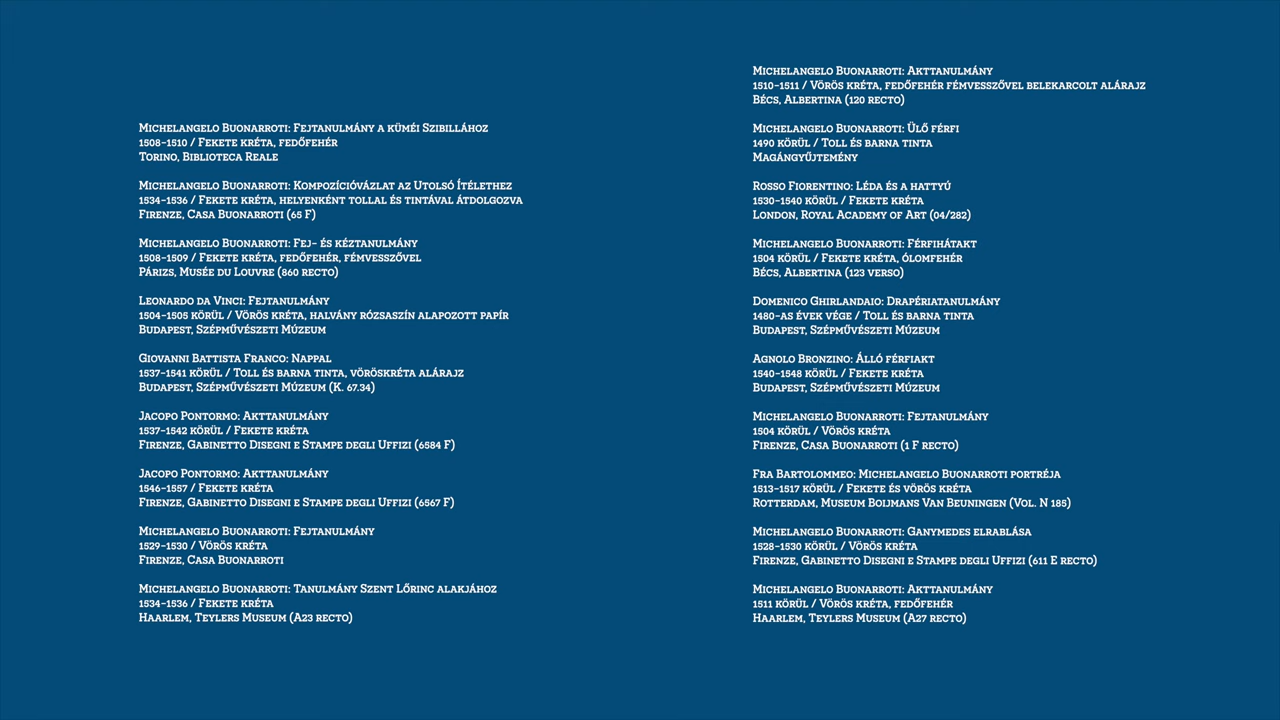 Michelangelo Buonarroti: Fejtanulmány a küméi Szibillához
1508-1510 / Fekete kréta, fedőfehér
Torino, Biblioteca Reale
Michelangelo Buonarroti: Kompozícióvázlat az Utolsó Ítélethez
1534-1536 / Fekete kréta, helyenként tollal és tintával átdolgozva
Firenze, Casa Buonarroti (65 F)
Michelangelo Buonarroti: Fej- és kéztanulmány
1508-1509 / Fekete kréta, fedőfehér, fémvesszővel
Párizs, Musée du Louvre (860 recto)
Leonardo da Vinci: Fejtanulmány
1504-1505 körül / Vörös kréta, halvány rózsaszín alapozott papír
Budapest, Szépművészeti Múzeum
Giovanni Battista Franco: Nappal
1537-1541 körül / Toll és barna tinta, vöröskréta alárajz
Budapest, Szépművészeti Múzeum (K. 67.34)
Jacopo Pontormo: Akttanulmány
1537-1542 körül / Fekete kréta
Firenze, Gabinetto Disegni e Stampe degli Uffizi (6584 F)
Jacopo Pontormo: Akttanulmány
1546-1557 / Fekete kréta
Firenze, Gabinetto Disegni e Stampe degli Uffizi (6567 F)
Michelangelo Buonarroti: Fejtanulmány
1529-1530 / Vörös kréta
Firenze, Casa Buonarroti
Michelangelo Buonarroti: Tanulmány Szent Lőrinc alakjához
1534-1536 / Fekete kréta
Haarlem, Teylers Museum (A23 recto)
Michelangelo Buonarroti: Akttanulmány
1510-1511 / Vörös kréta, fedőfehér fémvesszővel belekarcolt alárajz
Bécs, Albertina (120 recto)
Michelangelo Buonarroti: Ülő férfi
1490 körül / Toll és barna tinta
Magángyűjtemény
Rosso Fiorentino: Léda és a hattyú
1530-1540 körül / Fekete kréta
London, Royal Academy of Art (04/282)
Michelangelo Buonarroti: Férfihátakt
1504 körül / Fekete kréta, ólomfehér
Bécs, Albertina (123 verso)
Domenico Ghirlandaio: Drapériatanulmány
1480-as évek vége / Toll és barna tinta
Budapest, Szépművészeti Múzeum
Agnolo Bronzino: Álló férfiakt
1540-1548 körül / Fekete kréta
Budapest, Szépművészeti Múzeum
Michelangelo Buonarroti: Fejtanulmány
1504 körül / Vörös kréta
Firenze, Casa Buonarroti (1 F recto)
Fra Bartolommeo: Michelangelo Buonarroti portréja
1513-1517 körül / Fekete és vörös kréta
Rotterdam, Museum Boijmans Van Beuningen (Vol. N 185)
Michelangelo Buonarroti: Ganymedes elrablása
1528-1530 körül / Vörös kréta
Firenze, Gabinetto Disegni e Stampe degli Uffizi (611 E recto)
Michelangelo Buonarroti: Akttanulmány
1511 körül / Vörös kréta, fedőfehér
Haarlem, Teylers Museum (A27 recto)